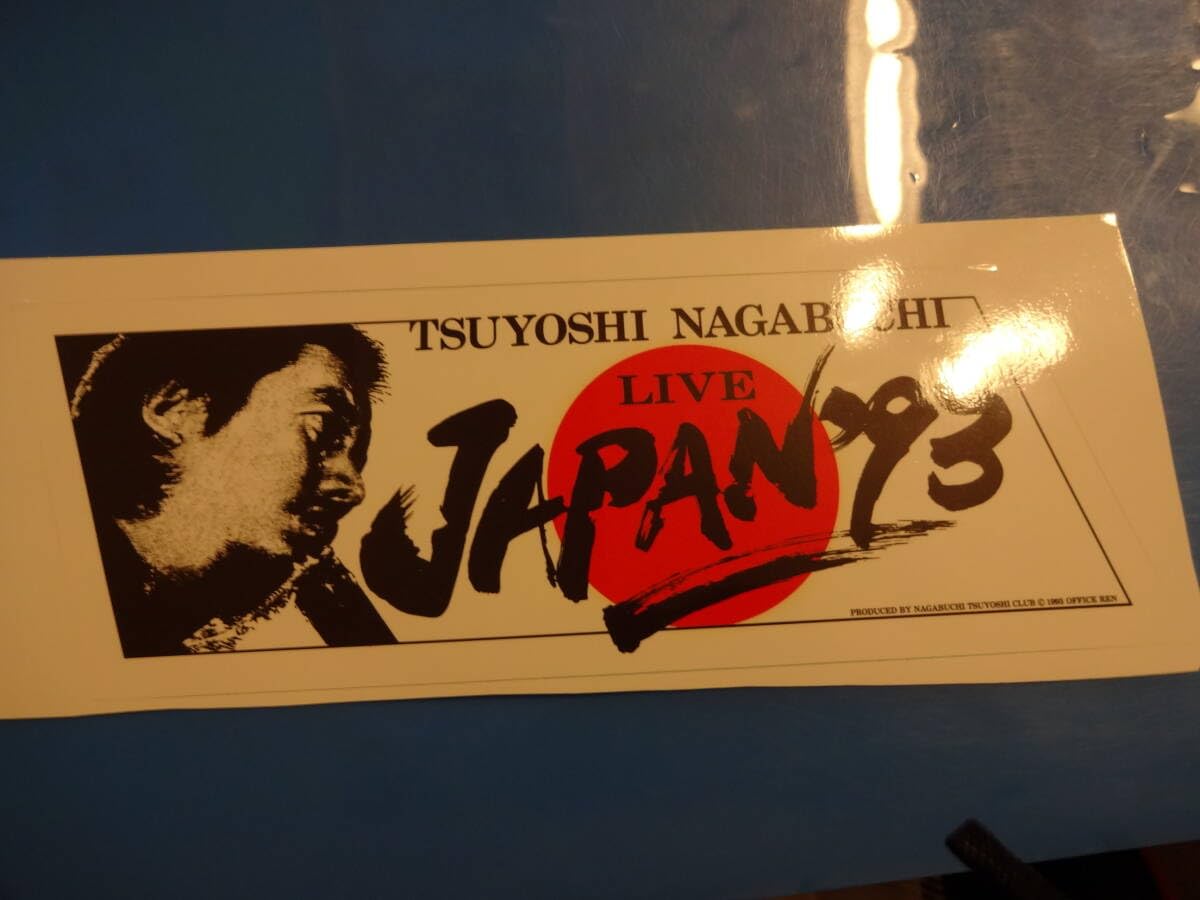 TSUYOSHI NAGABUCHI
LIVE
JAPAN'93
PRODUCED BY NAGABUCHI TSUYOSHI CLUB © 1993 OFFICE REN